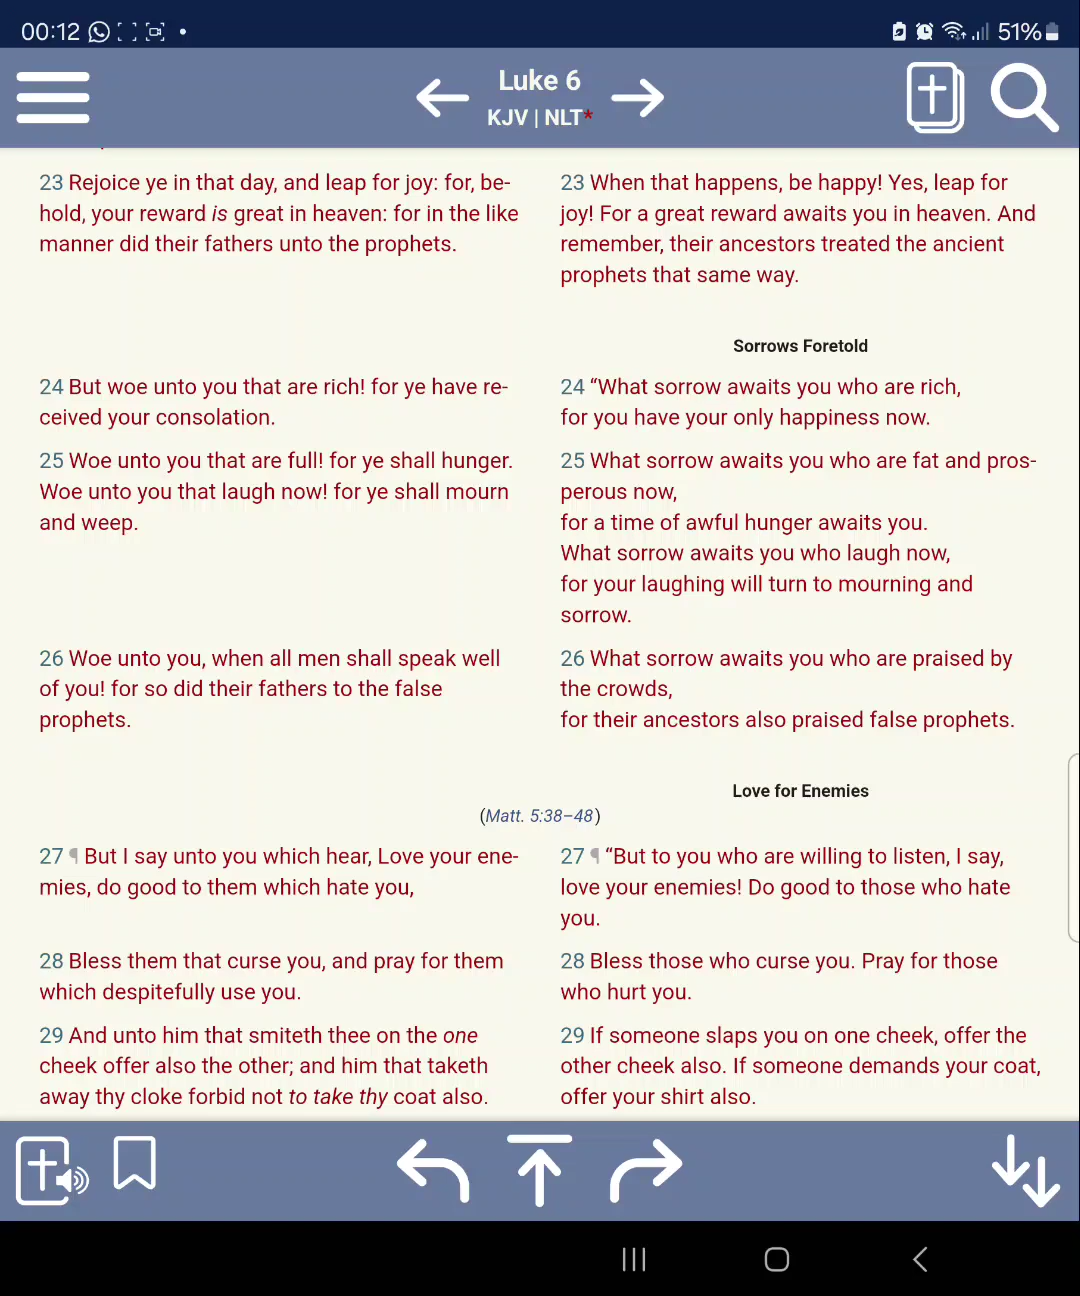 00:12
51%
Luke 6
KJV | NLT*
23 Rejoice ye in that day, and leap for joy: for, be-
hold, your reward is great in heaven: for in the like
manner did their fathers unto the prophets.
23 When that happens, be happy! Yes, leap for
joy! For a great reward awaits you in heaven. And
remember, their ancestors treated the ancient
prophets that same way.
Sorrows Foretold
24 But woe unto you that are rich! for ye have re-
ceived your consolation.
24 “What sorrow awaits you who are rich,
for you have your only happiness now.
25 Woe unto you that are full! for ye shall hunger.
Woe unto you that laugh now! for ye shall mourn
and weep.
25 What sorrow awaits you who are fat and pros-
perous now,
for a time of awful hunger awaits you.
What sorrow awaits you who laugh now,
for your laughing will turn to mourning and
sorrow.
26 Woe unto you, when all men shall speak well
of you! for so did their fathers to the false
prophets.
26 What sorrow awaits you who are praised by
the crowds,
for their ancestors also praised false prophets.
Love for Enemies
(Matt. 5:38–48)
27 ¶ But I say unto you which hear, Love your ene-
mies, do good to them which hate you,
27 ¶ “But to you who are willing to listen, I say,
love your enemies! Do good to those who hate
you.
28 Bless them that curse you, and pray for them
which despitefully use you.
28 Bless those who curse you. Pray for those
who hurt you.
29 And unto him that smiteth thee on the one
cheek offer also the other; and him that taketh
away thy cloke forbid not to take thy coat also.
29 If someone slaps you on one cheek, offer the
other cheek also. If someone demands your coat,
offer your shirt also.